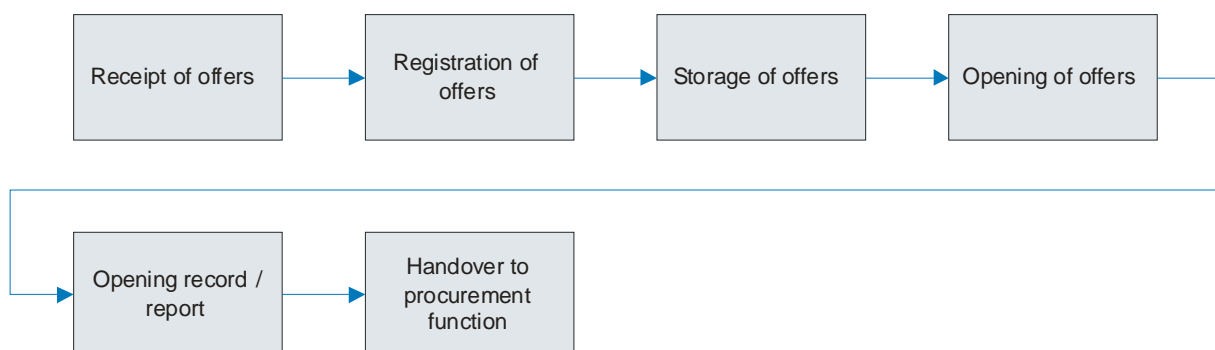 Receipt of offers
Registration of
offers
Storage of offers
Opening of offers
Opening record /
report
Handover to
procurement
function